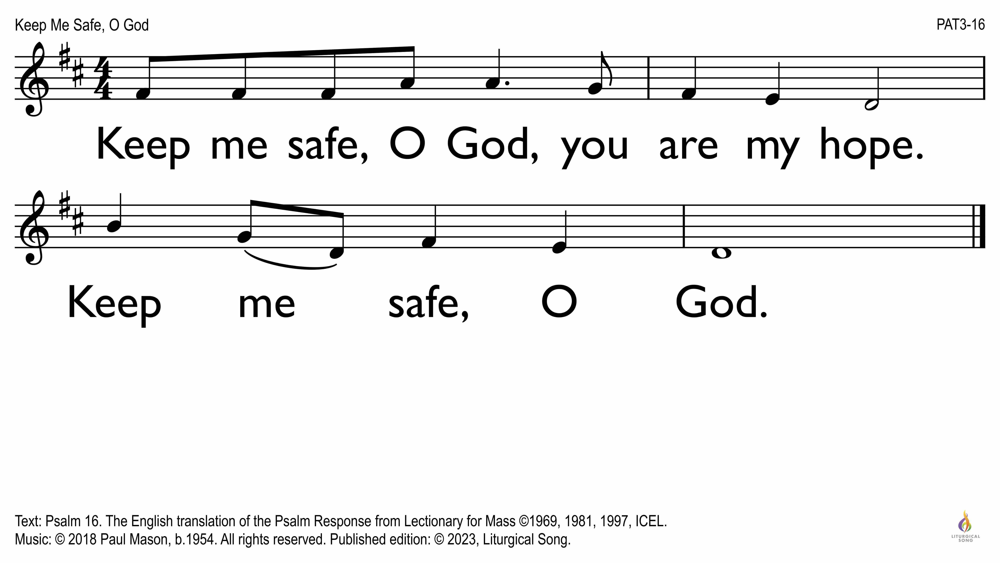 Keep Me Safe, O God
PAT3-16
4
4
Keep me safe, O God, you are my hope.
Keep me safe, O God.
Text: Psalm 16. The English translation of the Psalm Response from Lectionary for Mass ©1969, 1981, 1997, ICEL.
Music: © 2018 Paul Mason, b.1954. All rights reserved. Published edition: © 2023, Liturgical Song.
LITURGICAL
SONG